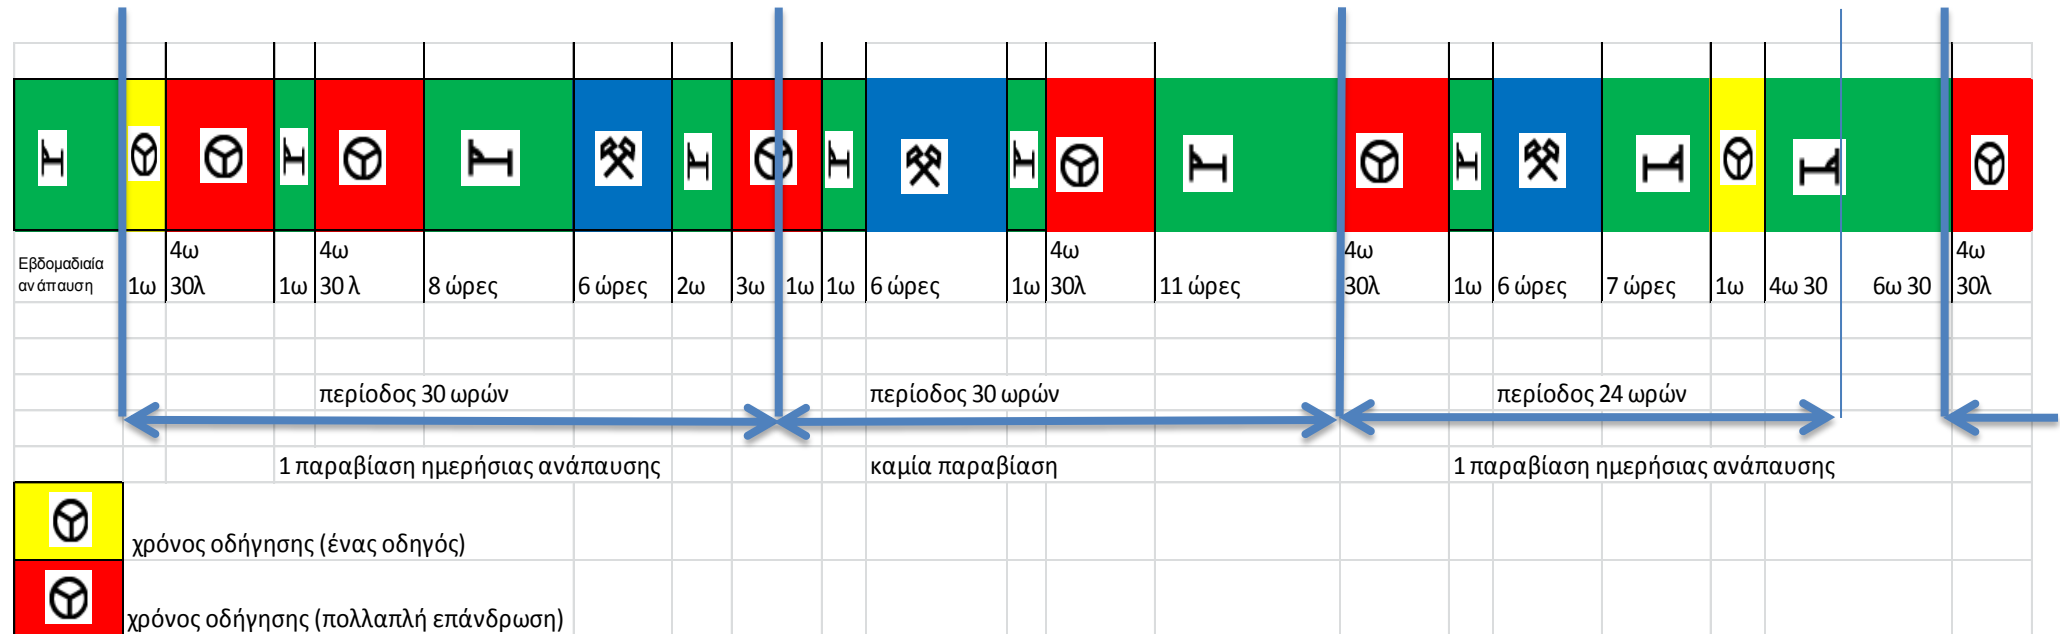 Εβδομαδιαία
ανάπαυση
1ω
4ω
30λ
1ω
4ω
30 λ
8 ώρες
6 ώρες
2ω
3ω
1ω
1ω
6 ώρες
1ω
4ω
30λ
11 ώρες
4ω
30λ
1ω
6 ώρες
7 ώρες
1ω
4ω 30
6ω 30
4ω
30λ
περίοδος 30 ωρών
περίοδος 30 ωρών
περίοδος 24 ωρών
1 παραβίαση ημερήσιας ανάπαυσης
καμία παραβίαση
1 παραβίαση ημερήσιας ανάπαυσης
χρόνος οδήγησης (ένας οδηγός)
χρόνος οδήγησης (πολλαπλή επάνδρωση)